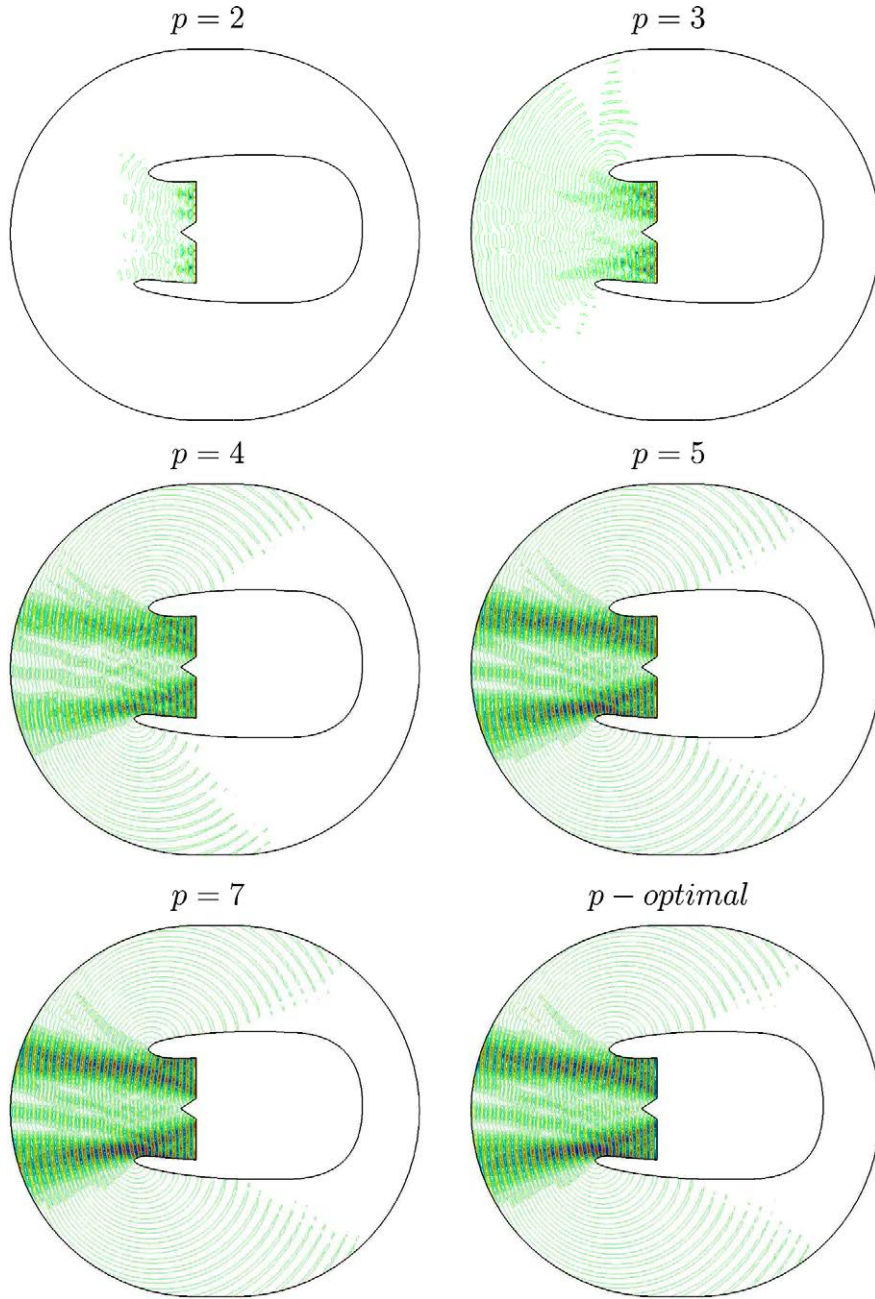 p = 2
p = 3
p = 4
p = 5
p = 7
p − optimal